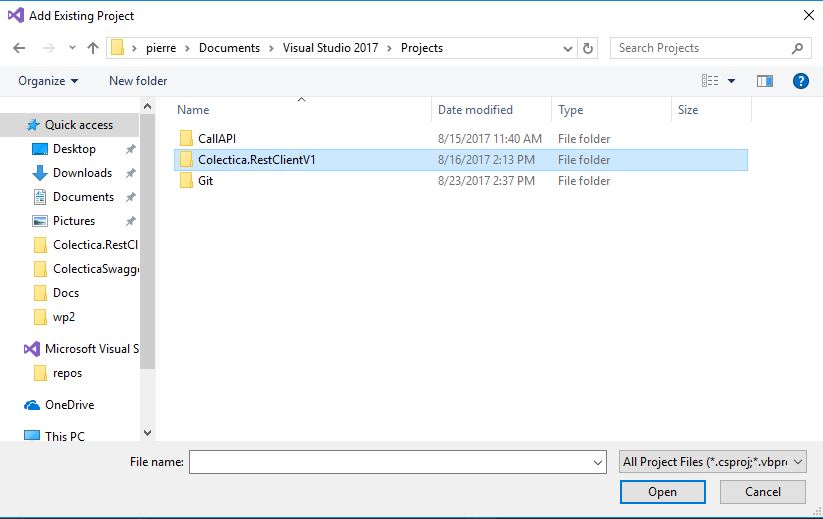 Add Existing Project
pierre Documents Visual Studio 2017 Projects
Search Projects
Organize New folder
Name Date modified Type Size
Quick access
Desktop
Downloads
Documents
Pictures
Colectica.RestCl
ColecticaSwagge
Docs
wp2
Microsoft Visual S
repos
OneDrive
This PC
CallAPI 8/15/2017 11:40 AM File folder
Colectica.RestClientV1 8/16/2017 2:13 PM File folder
Git 8/23/2017 2:37 PM File folder
File name:
All Project Files (*.csproj;*.vbpro
Open Cancel